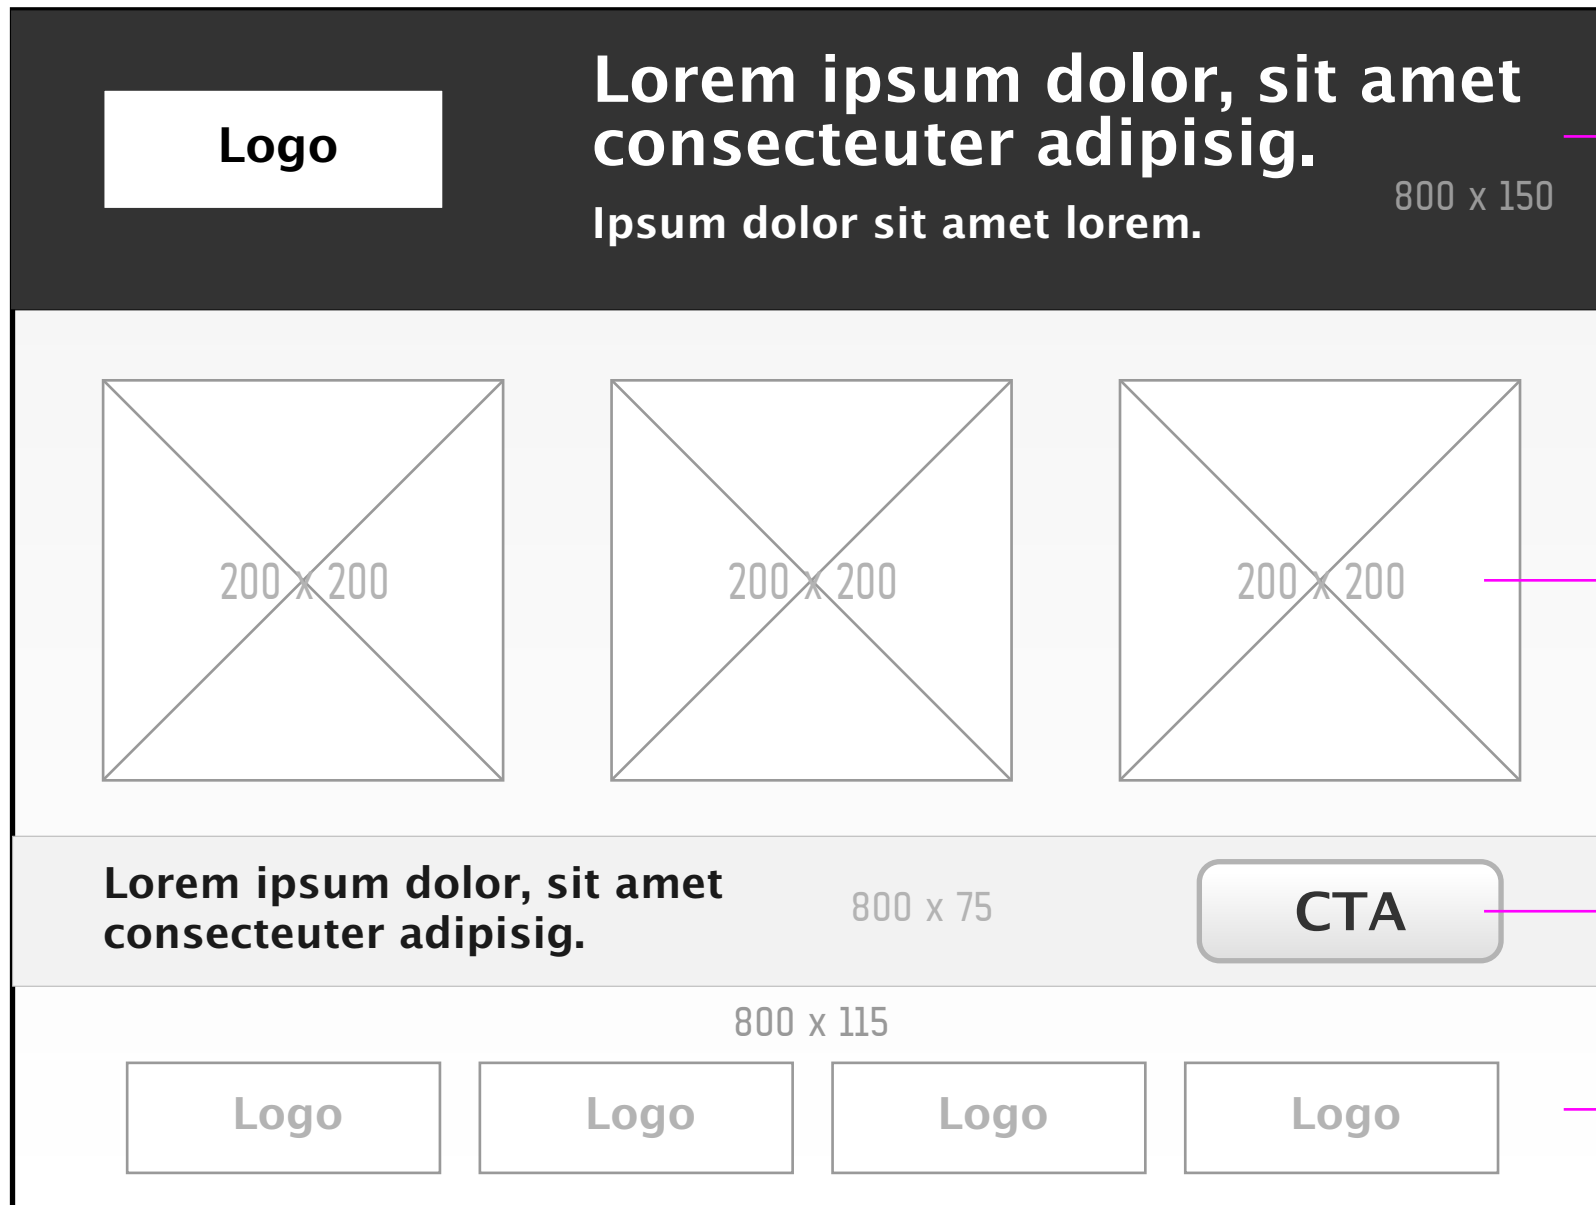 Logo
Lorem ipsum dolor, sit amet
consecteuter adipisig.
Ipsum dolor sit amet lorem.
800 x 150
200 x 200
200 x 200
200 x 200
Lorem ipsum dolor, sit amet
consecteuter adipisig.
800 x 75
CTA
800 x 115
Logo
Logo
Logo
Logo